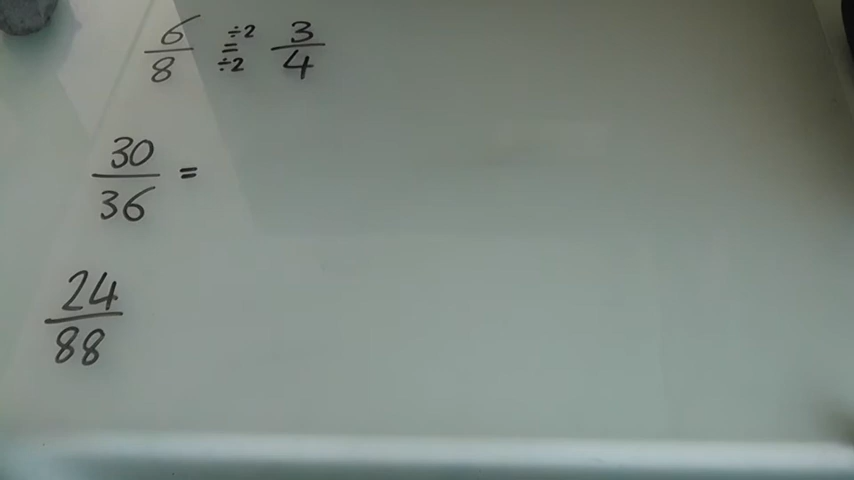 6/8 ÷2 = ÷2 3/4
30/36 =
24/88